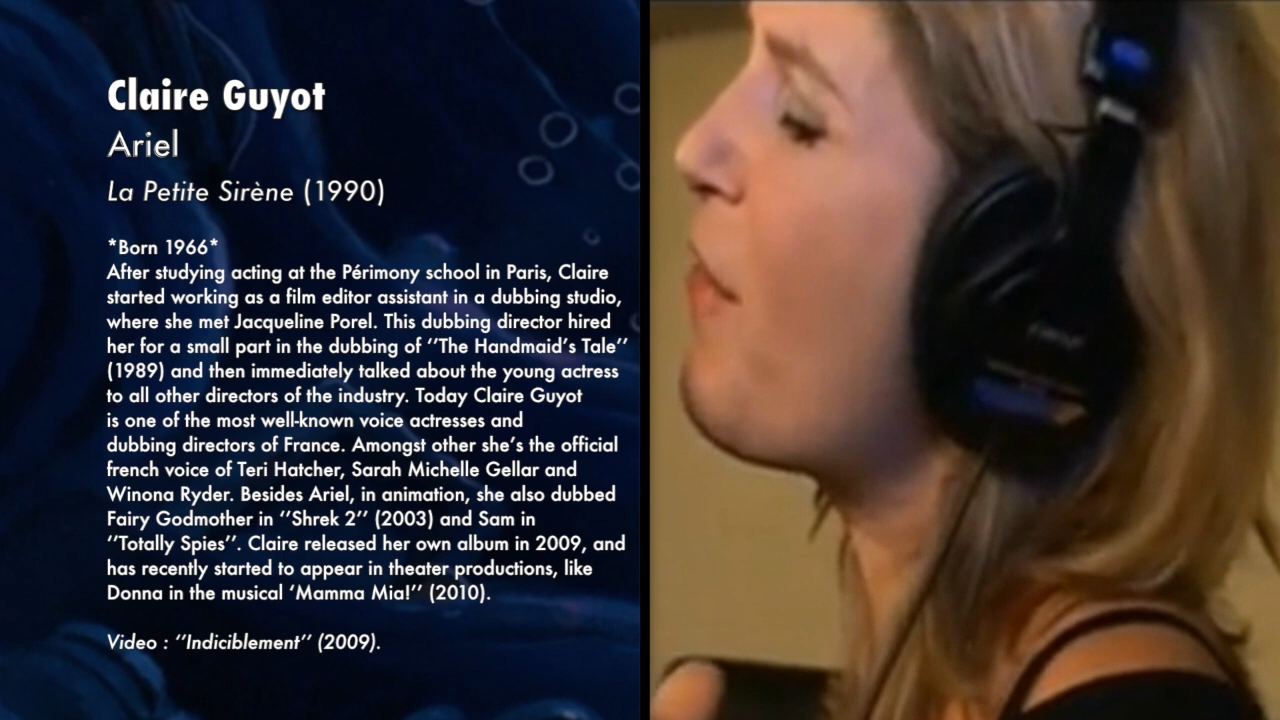 Claire Guyot
Ariel
La Petite Sirène (1990)
*Born 1966*
After studying acting at the Périmony school in Paris, Claire
started working as a film editor assistant in a dubbing studio,
where she met Jacqueline Porel. This dubbing director hired
her for a small part in the dubbing of ''The Handmaid's Tale''
(1989) and then immediately talked about the young actress
to all other directors of the industry. Today Claire Guyot
is one of the most well-known voice actresses and
dubbing directors of France. Amongst other she's the official
french voice of Teri Hatcher, Sarah Michelle Gellar and
Winona Ryder. Besides Ariel, in animation, she also dubbed
Fairy Godmother in ''Shrek 2'' (2003) and Sam in
''Totally Spies''. Claire released her own album in 2009, and
has recently started to appear in theater productions, like
Donna in the musical 'Mamma Mia!'' (2010).
Video : ''Indiciblement'' (2009).